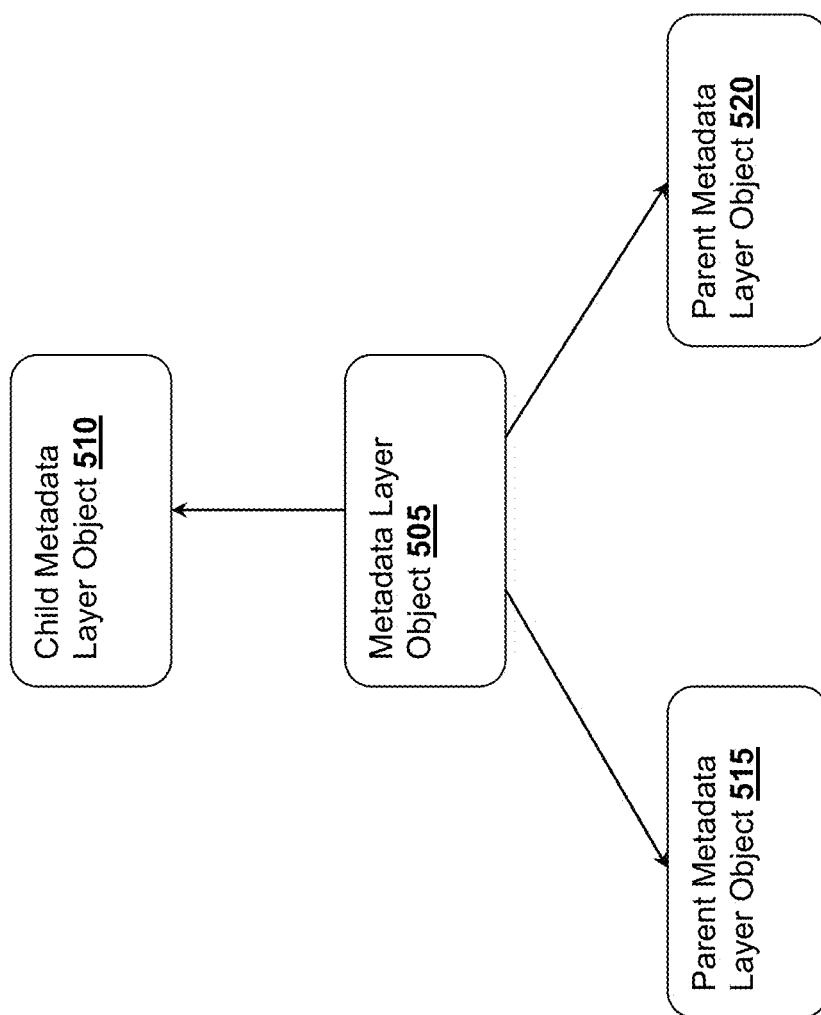 Child Metadata
Layer Object 510
Metadata Layer
Object 505
Parent Metadata
Layer Object 515
Parent Metadata
Layer Object 520